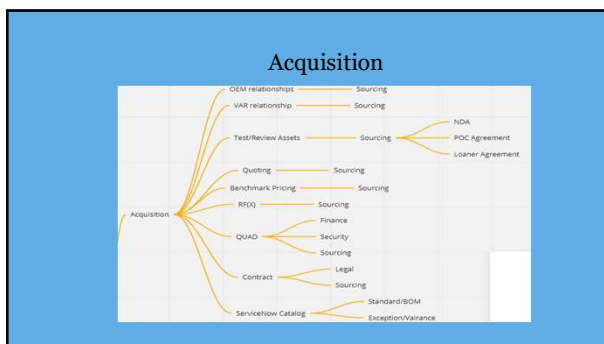 Acquisition
OEM relationships Sourcing
VAR relationship Sourcing
NDA
Test/Review Assets Sourcing POC Agreement
Loaner Agreement
Quoting Sourcing
Benchmark Pricing Sourcing
RF(X) Sourcing
Acquisition
Finance
QUAD Security
Sourcing
Legal
Contract
Sourcing
Standard/BOM
ServiceNow Catalog
Exception/Vairance